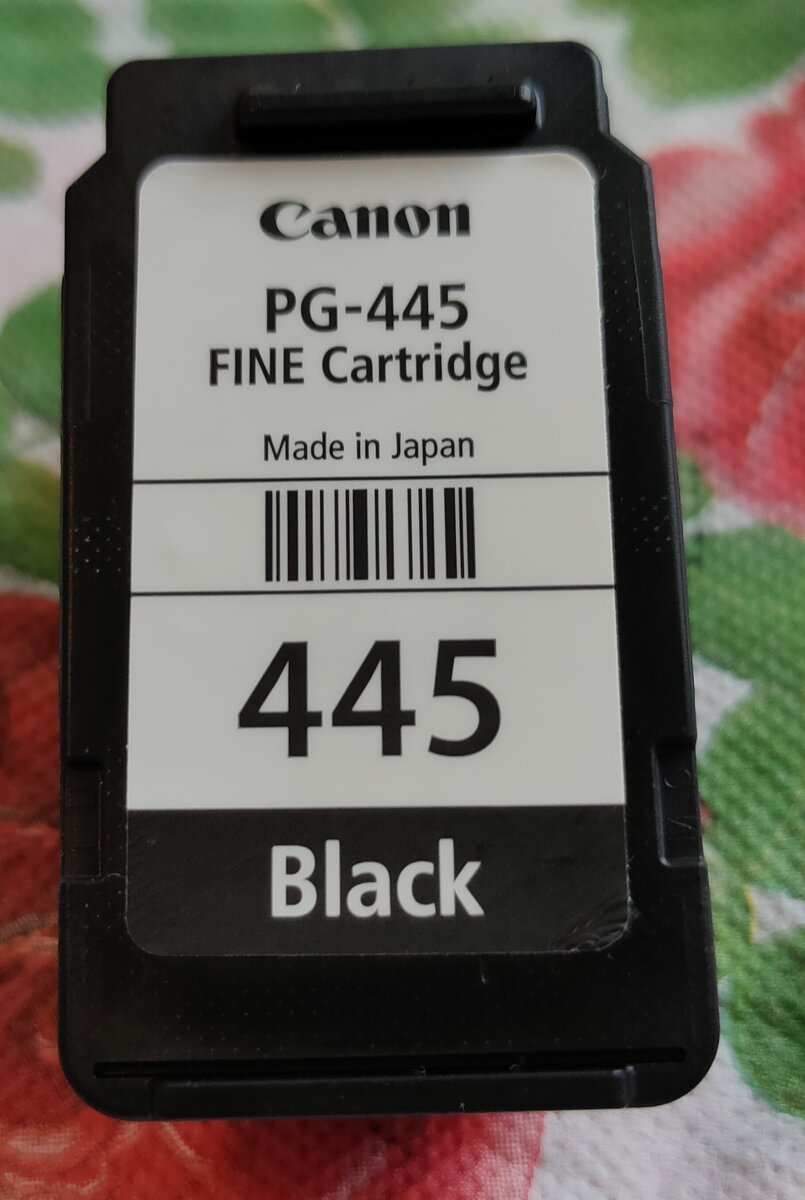 Canon
PG-445
FINE Cartridge
Made in Japan
445
Black